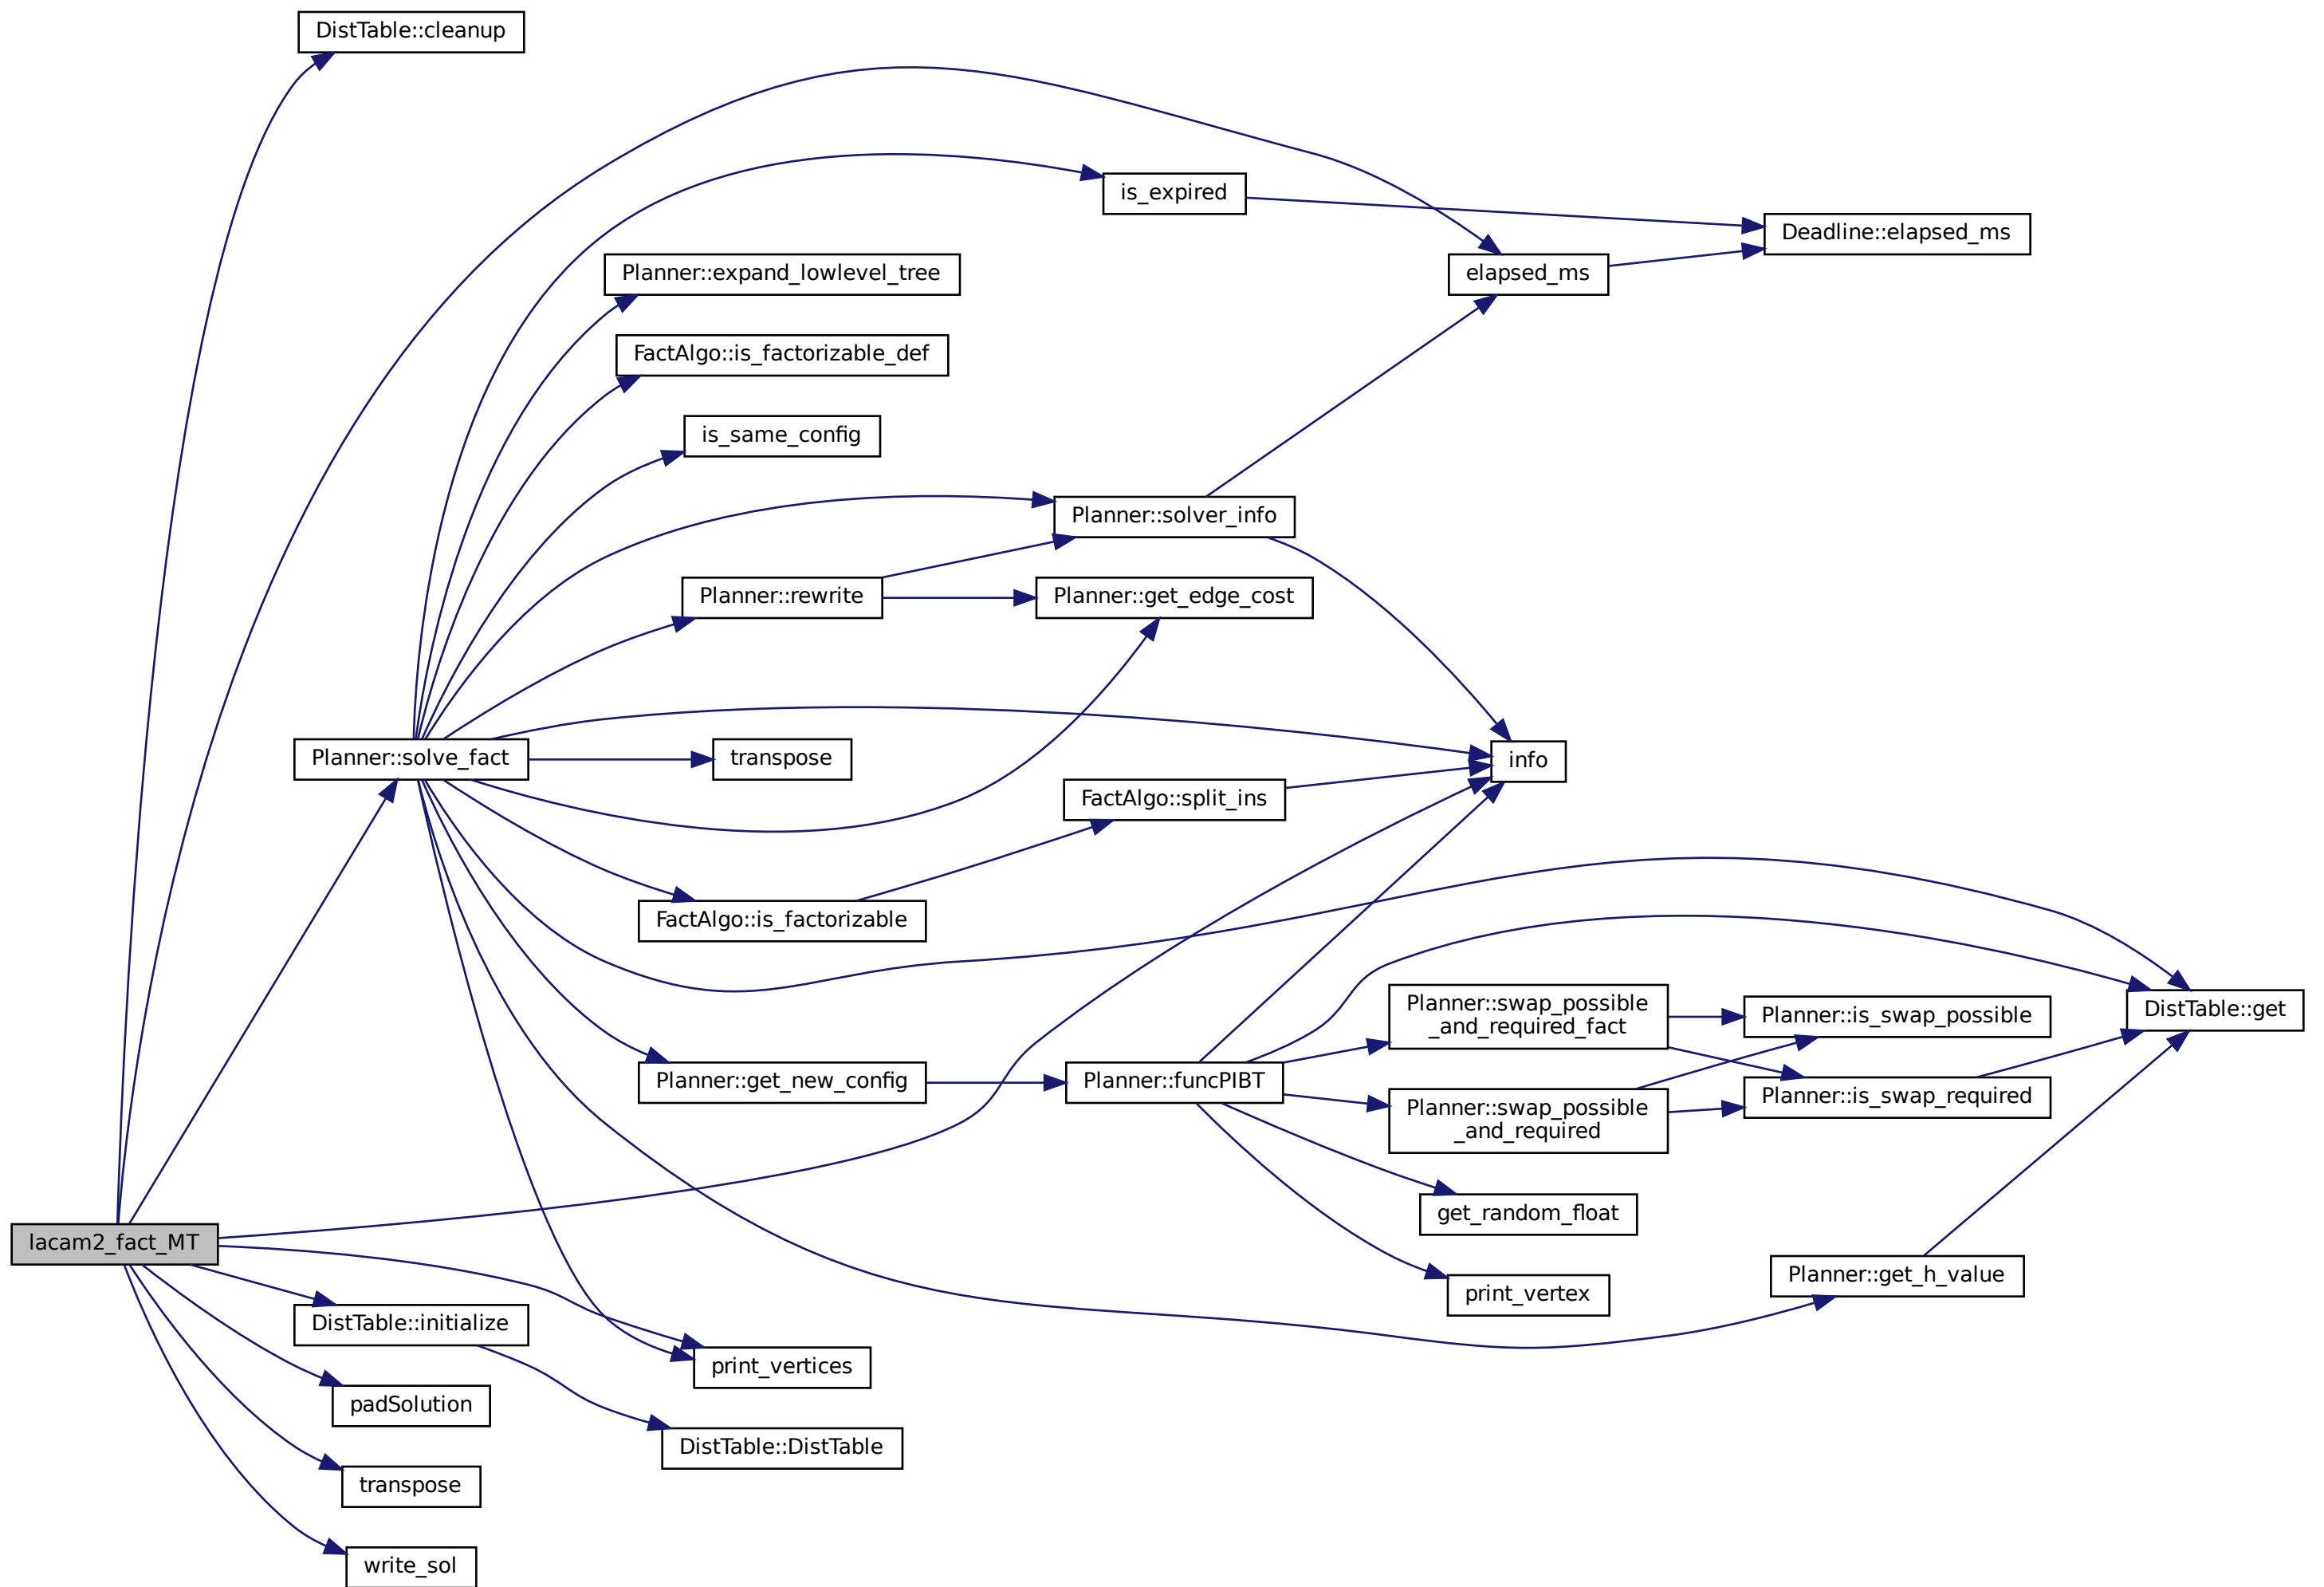 DistTable::cleanup
is_expired
Deadline::elapsed_ms
Planner::expand_lowlevel_tree
elapsed_ms
FactAlgo::is_factorizable_def
is_same_config
Planner::solver_info
Planner::rewrite
Planner::get_edge_cost
Planner::solve_fact
transpose
info
FactAlgo::split_ins
FactAlgo::is_factorizable
Planner::swap_possible
_and_required_fact
Planner::is_swap_possible
DistTable::get
Planner::get_new_config
Planner::funcPIBT
Planner::swap_possible
_and_required
Planner::is_swap_required
get_random_float
lacam2_fact_MT
Planner::get_h_value
print_vertex
DistTable::initialize
print_vertices
padSolution
DistTable::DistTable
transpose
write_sol